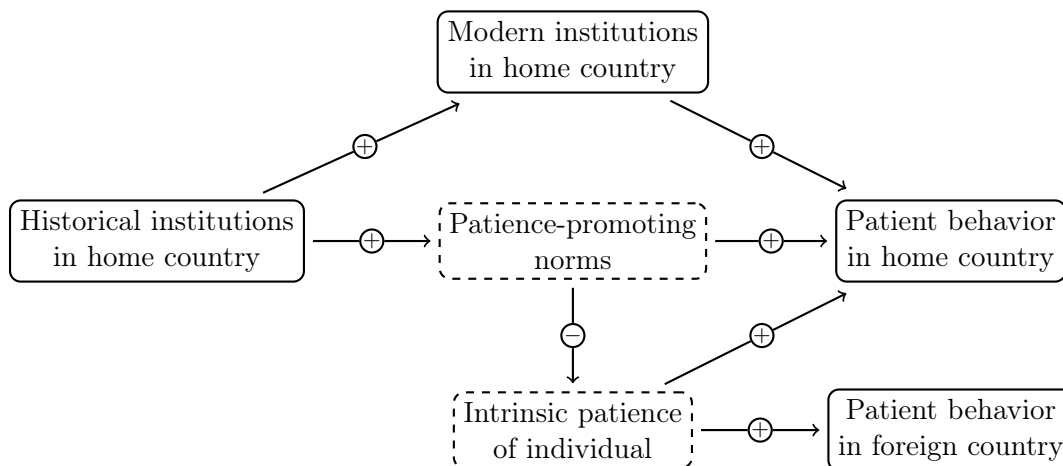 Modern institutions
in home country
+
+
Historical institutions
in home country
+
Patience-promoting
norms
+
Patient behavior
in home country
−
+
Intrinsic patience
of individual
+
Patient behavior
in foreign country